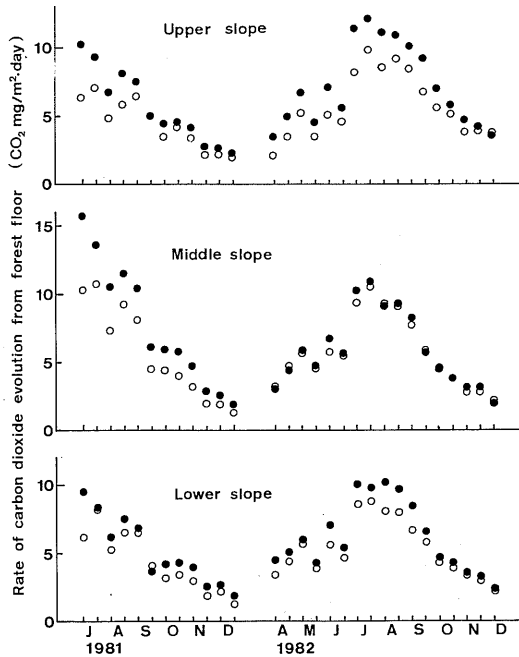 Rate of carbon dioxide evolution from forest floor (CO₂ mg/m²·day)
Upper slope
10
5
0
Middle slope
15
10
5
0
Lower slope
10
5
0
J A S O N D A M J J A S O N D
1981 1982